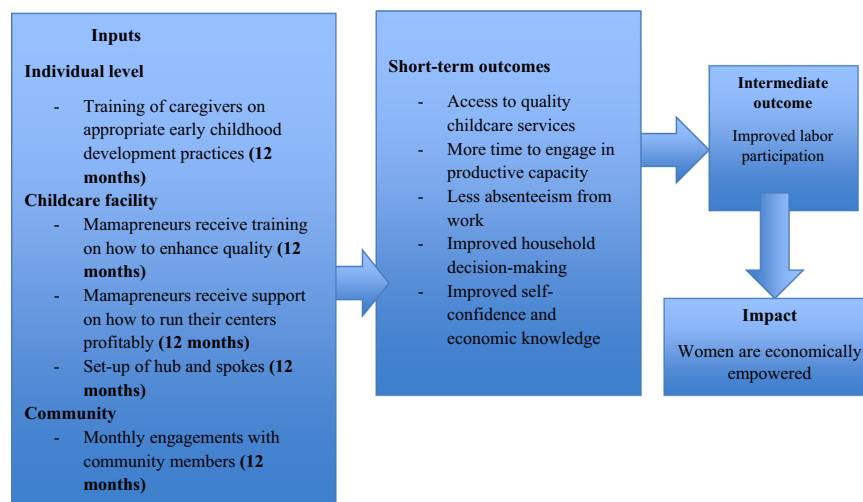 Inputs
Individual level
- Training of caregivers on
appropriate early childhood
development practices (12
months)
Childcare facility
- Mamapreneurs receive training
on how to enhance quality (12
months)
- Mamapreneurs receive support
on how to run their centers
profitably (12 months)
- Set-up of hub and spokes (12
months)
Community
- Monthly engagements with
community members (12
months)
Short-term outcomes
- Access to quality
childcare services
- More time to engage in
productive capacity
- Less absenteeism from
work
- Improved household
decision-making
- Improved self-
confidence and
economic knowledge
Intermediate
outcome
Improved labor
participation
Impact
Women are economically
empowered